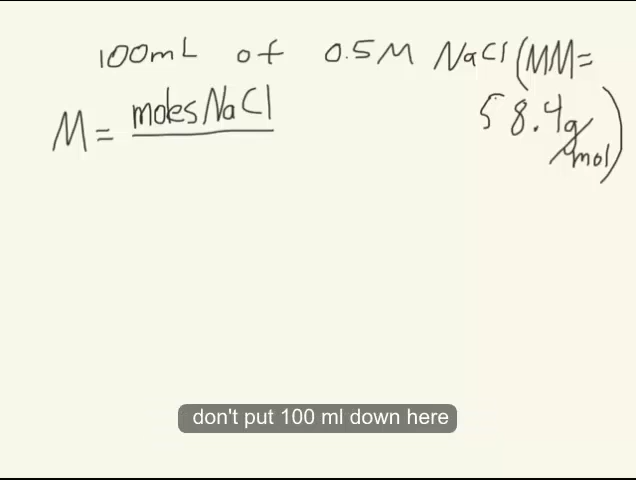 100mL of 0.5M NaCl (MM=
58.4g/mol)
M= moles NaCl
don't put 100 ml down here